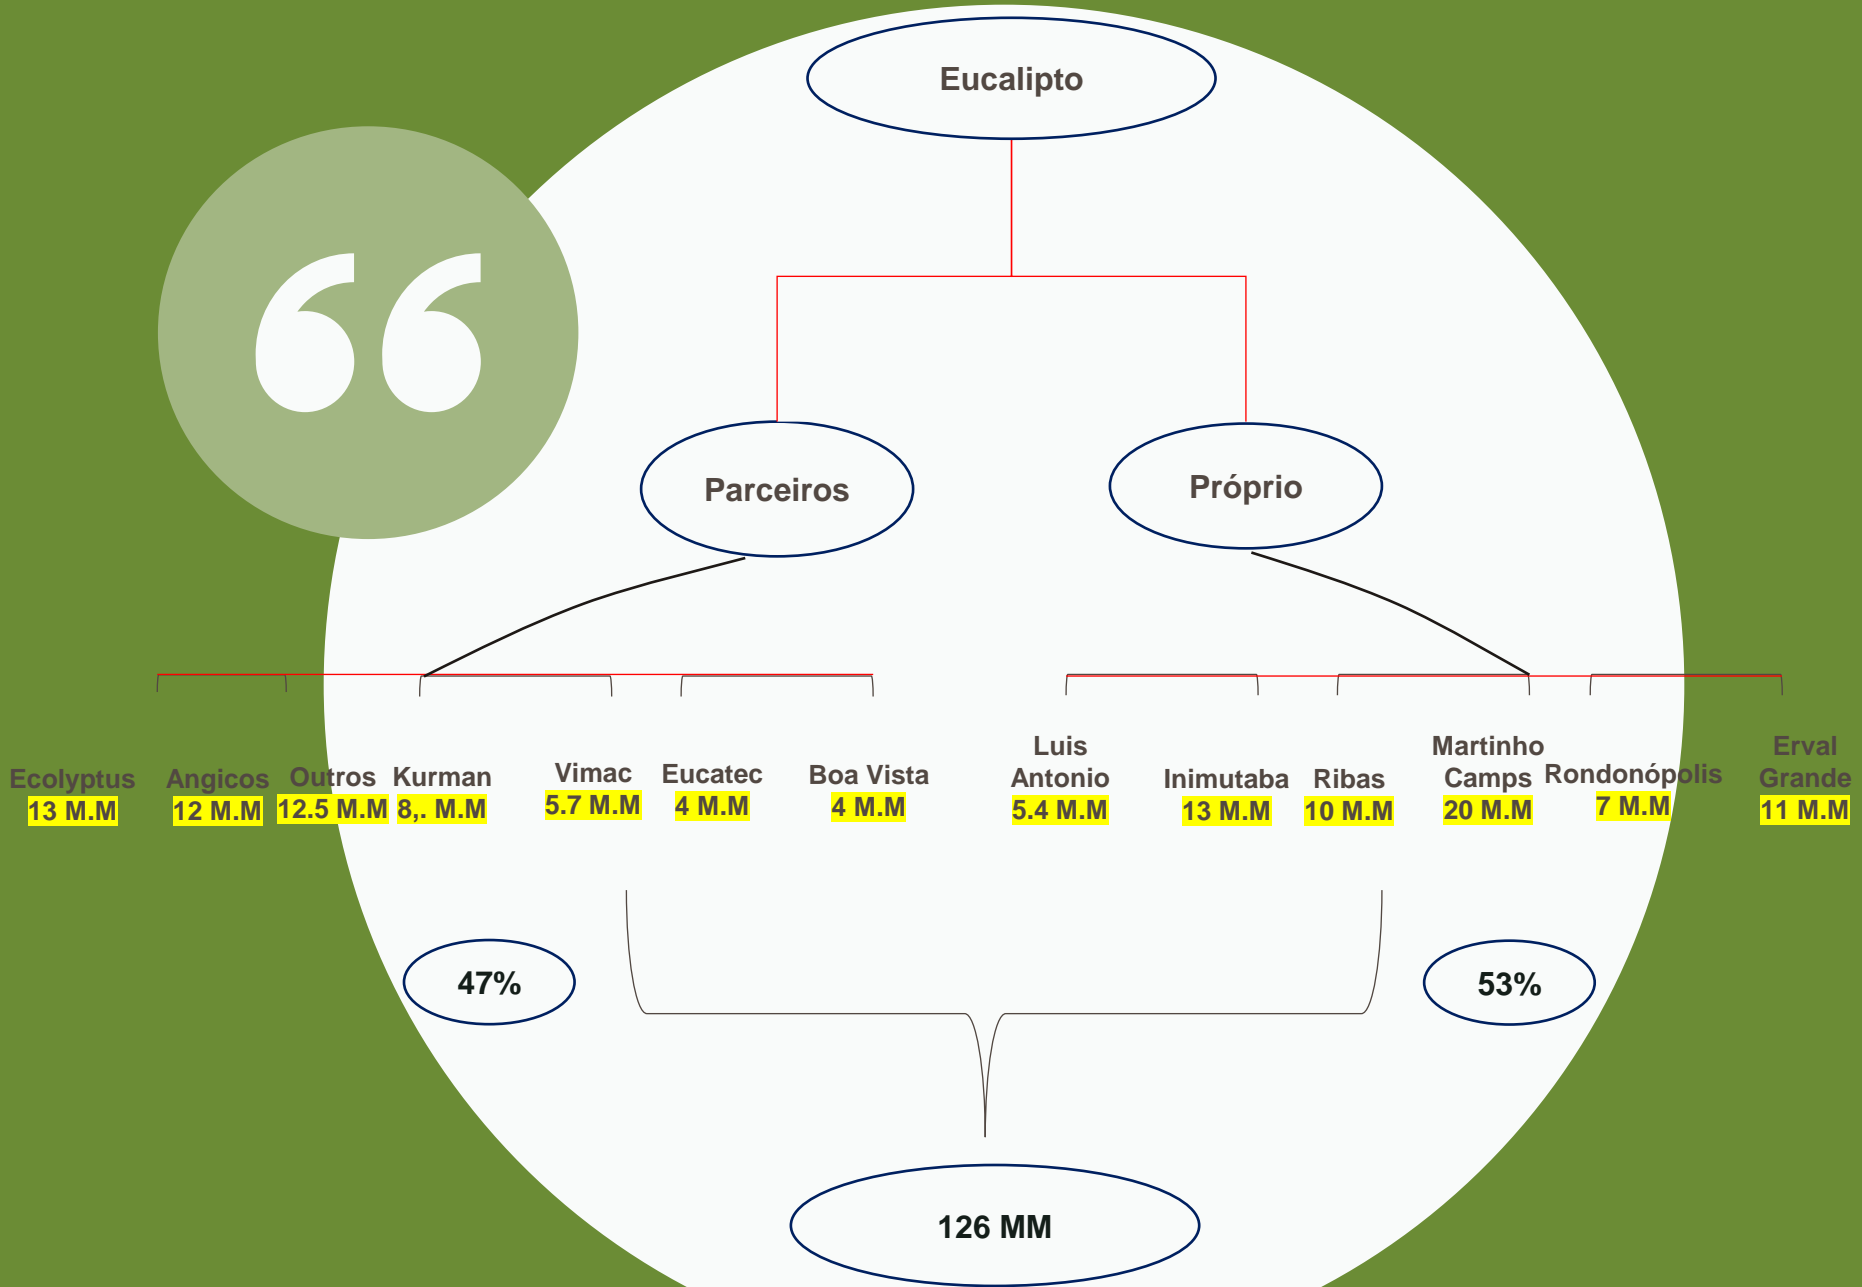 Eucalipto
“
Parceiros
Próprio
Ecolyptus
13 M.M
Angicos
12 M.M
Outros
12.5 M.M
Kurman
8,. M.M
Vimac
5.7 M.M
Eucatec
4 M.M
Boa Vista
4 M.M
Luis
Antonio
5.4 M.M
Inimutaba
13 M.M
Ribas
10 M.M
Martinho
Camps
20 M.M
Rondonópolis
7 M.M
Erval
Grande
11 M.M
47%
53%
126 MM